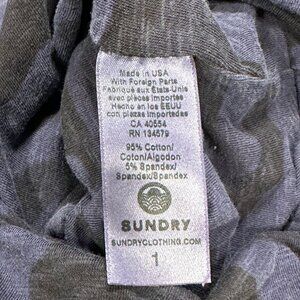 Made in USA
With Foreign Parts
Fabriqué aux États-Unis
avec pièces importées
Hecho en los EEUU
con piezas importadas
CA 40554
RN 134579
95% Cotton/
Coton/Algodon
5% Spandex/
Spandex/Spandex
SUNDRY
SUNDRYCLOTHING.COM
1